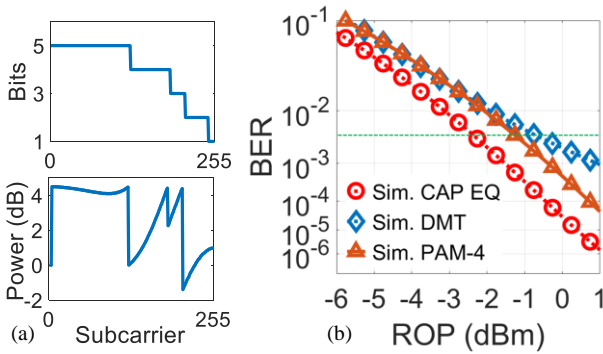 Bits
5
3
1
0
255
Power (dB)
4
2
0
-2
0
255
Subcarrier
(a)
BER
10^-1
10^-2
10^-3
10^-4
10^-5
10^-6
Sim. CAP EQ
Sim. DMT
Sim. PAM-4
-6 -5 -4 -3 -2 -1 0 1
(b) ROP (dBm)